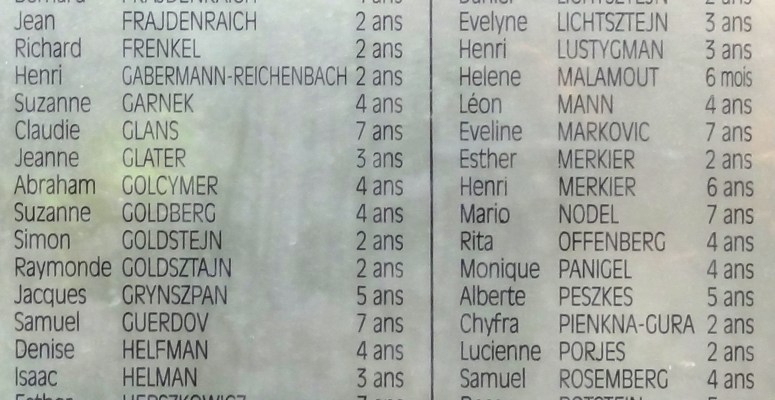 Jean FRAJDENRAICH 2 ans
Richard FRENKEL 2 ans
Henri GABERMANN-REICHENBACH 2 ans
Suzanne GARNEK 4 ans
Claudie GLANS 7 ans
Jeanne GLATER 3 ans
Abraham GOLCYMER 4 ans
Suzanne GOLDBERG 4 ans
Simon GOLDSTEJN 2 ans
Raymonde GOLDSZTAJN 2 ans
Jacques GRYNSZPAN 5 ans
Samuel GUERDOV 7 ans
Denise HELFMAN 4 ans
Isaac HELMAN 3 ans
Evelyne LICHTSZTEJN 3 ans
Henri LUSTYGMAN 3 ans
Helene MALAMOUT 6 mois
Léon MANN 4 ans
Eveline MARKOVIC 7 ans
Esther MERKIER 2 ans
Henri MERKIER 6 ans
Mario NODEL 7 ans
Rita OFFENBERG 4 ans
Monique PANIGEL 4 ans
Alberte PESZKES 5 ans
Chyfra PIENKNA-GURA 2 ans
Lucienne PORJES 2 ans
Samuel ROSEMBERG 4 ans